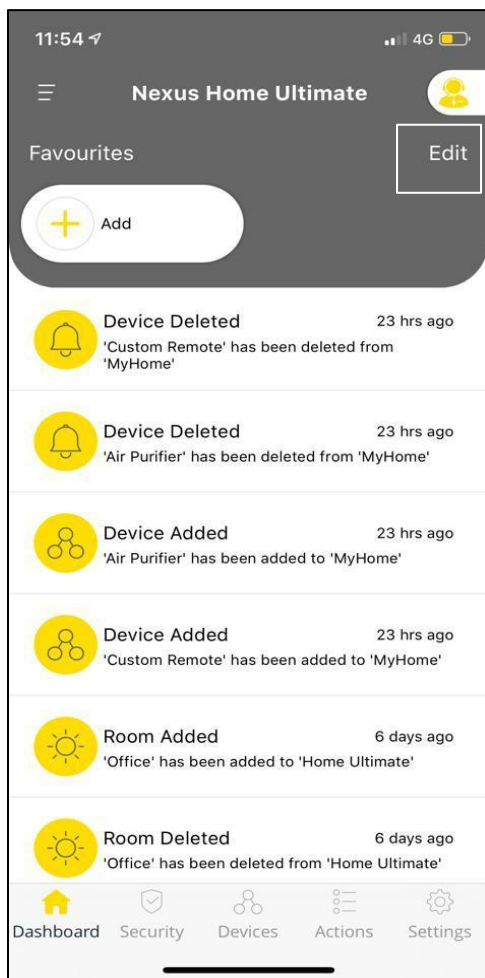 11:54
4G
Nexus Home Ultimate
Favourites
Edit
Add
Device Deleted 23 hrs ago
'Custom Remote' has been deleted from
'MyHome'
Device Deleted 23 hrs ago
'Air Purifier' has been deleted from 'MyHome'
Device Added 23 hrs ago
'Air Purifier' has been added to 'MyHome'
Device Added 23 hrs ago
'Custom Remote' has been added to 'MyHome'
Room Added 6 days ago
'Office' has been added to 'Home Ultimate'
Room Deleted 6 days ago
'Office' has been deleted from 'Home Ultimate'
Dashboard Security Devices Actions Settings